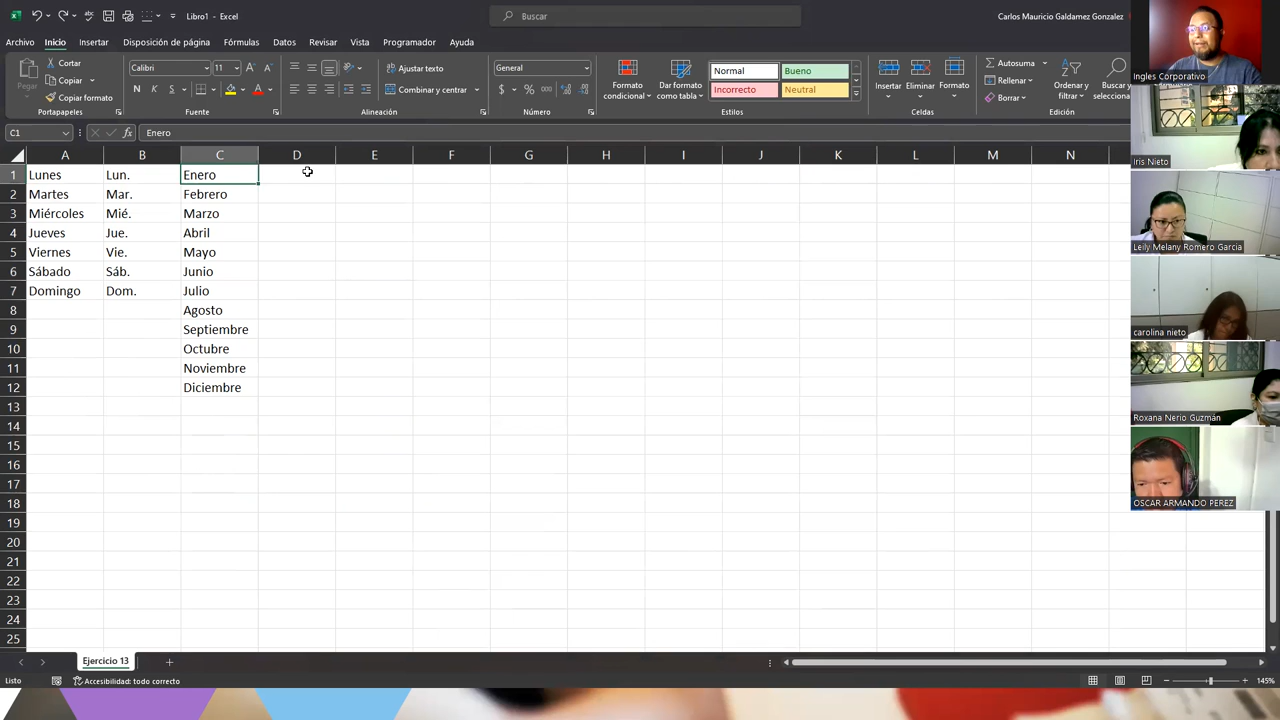 Libro1 - Excel
Buscar
Carlos Mauricio Galdamez Gonzalez
Archivo Inicio Insertar Disposición de página Fórmulas Datos Revisar Vista Programador Ayuda
Pegar
Cortar
Copiar
Copiar formato
Portapapeles
Calibri 11
N K S
Fuente
Ajustar texto
Combinar y centrar
Alineación
General
$ % 000
Número
Formato condicional
Dar formato como tabla
Normal Bueno
Incorrecto Neutral
Estilos
Insertar Eliminar Formato
Celdas
Autosuma
Rellenar
Borrar
Ordenar y filtrar
Buscar y selecciona
Edición
C1 fx Enero
A B C D E F G H I J K L M N
1 Lunes Lun. Enero
2 Martes Mar. Febrero
3 Miércoles Mié. Marzo
4 Jueves Jue. Abril
5 Viernes Vie. Mayo
6 Sábado Sáb. Junio
7 Domingo Dom. Julio
8 Agosto
9 Septiembre
10 Octubre
11 Noviembre
12 Diciembre
13
14
15
16
17
18
19
20
21
22
23
24
25
Ejercicio 13
Listo Accesibilidad: todo correcto 145%
Ingles Corporativo
Iris Nieto
Leily Melany Romero Garcia
carolina nieto
Roxana Nerio Guzmán
OSCAR ARMANDO PEREZ